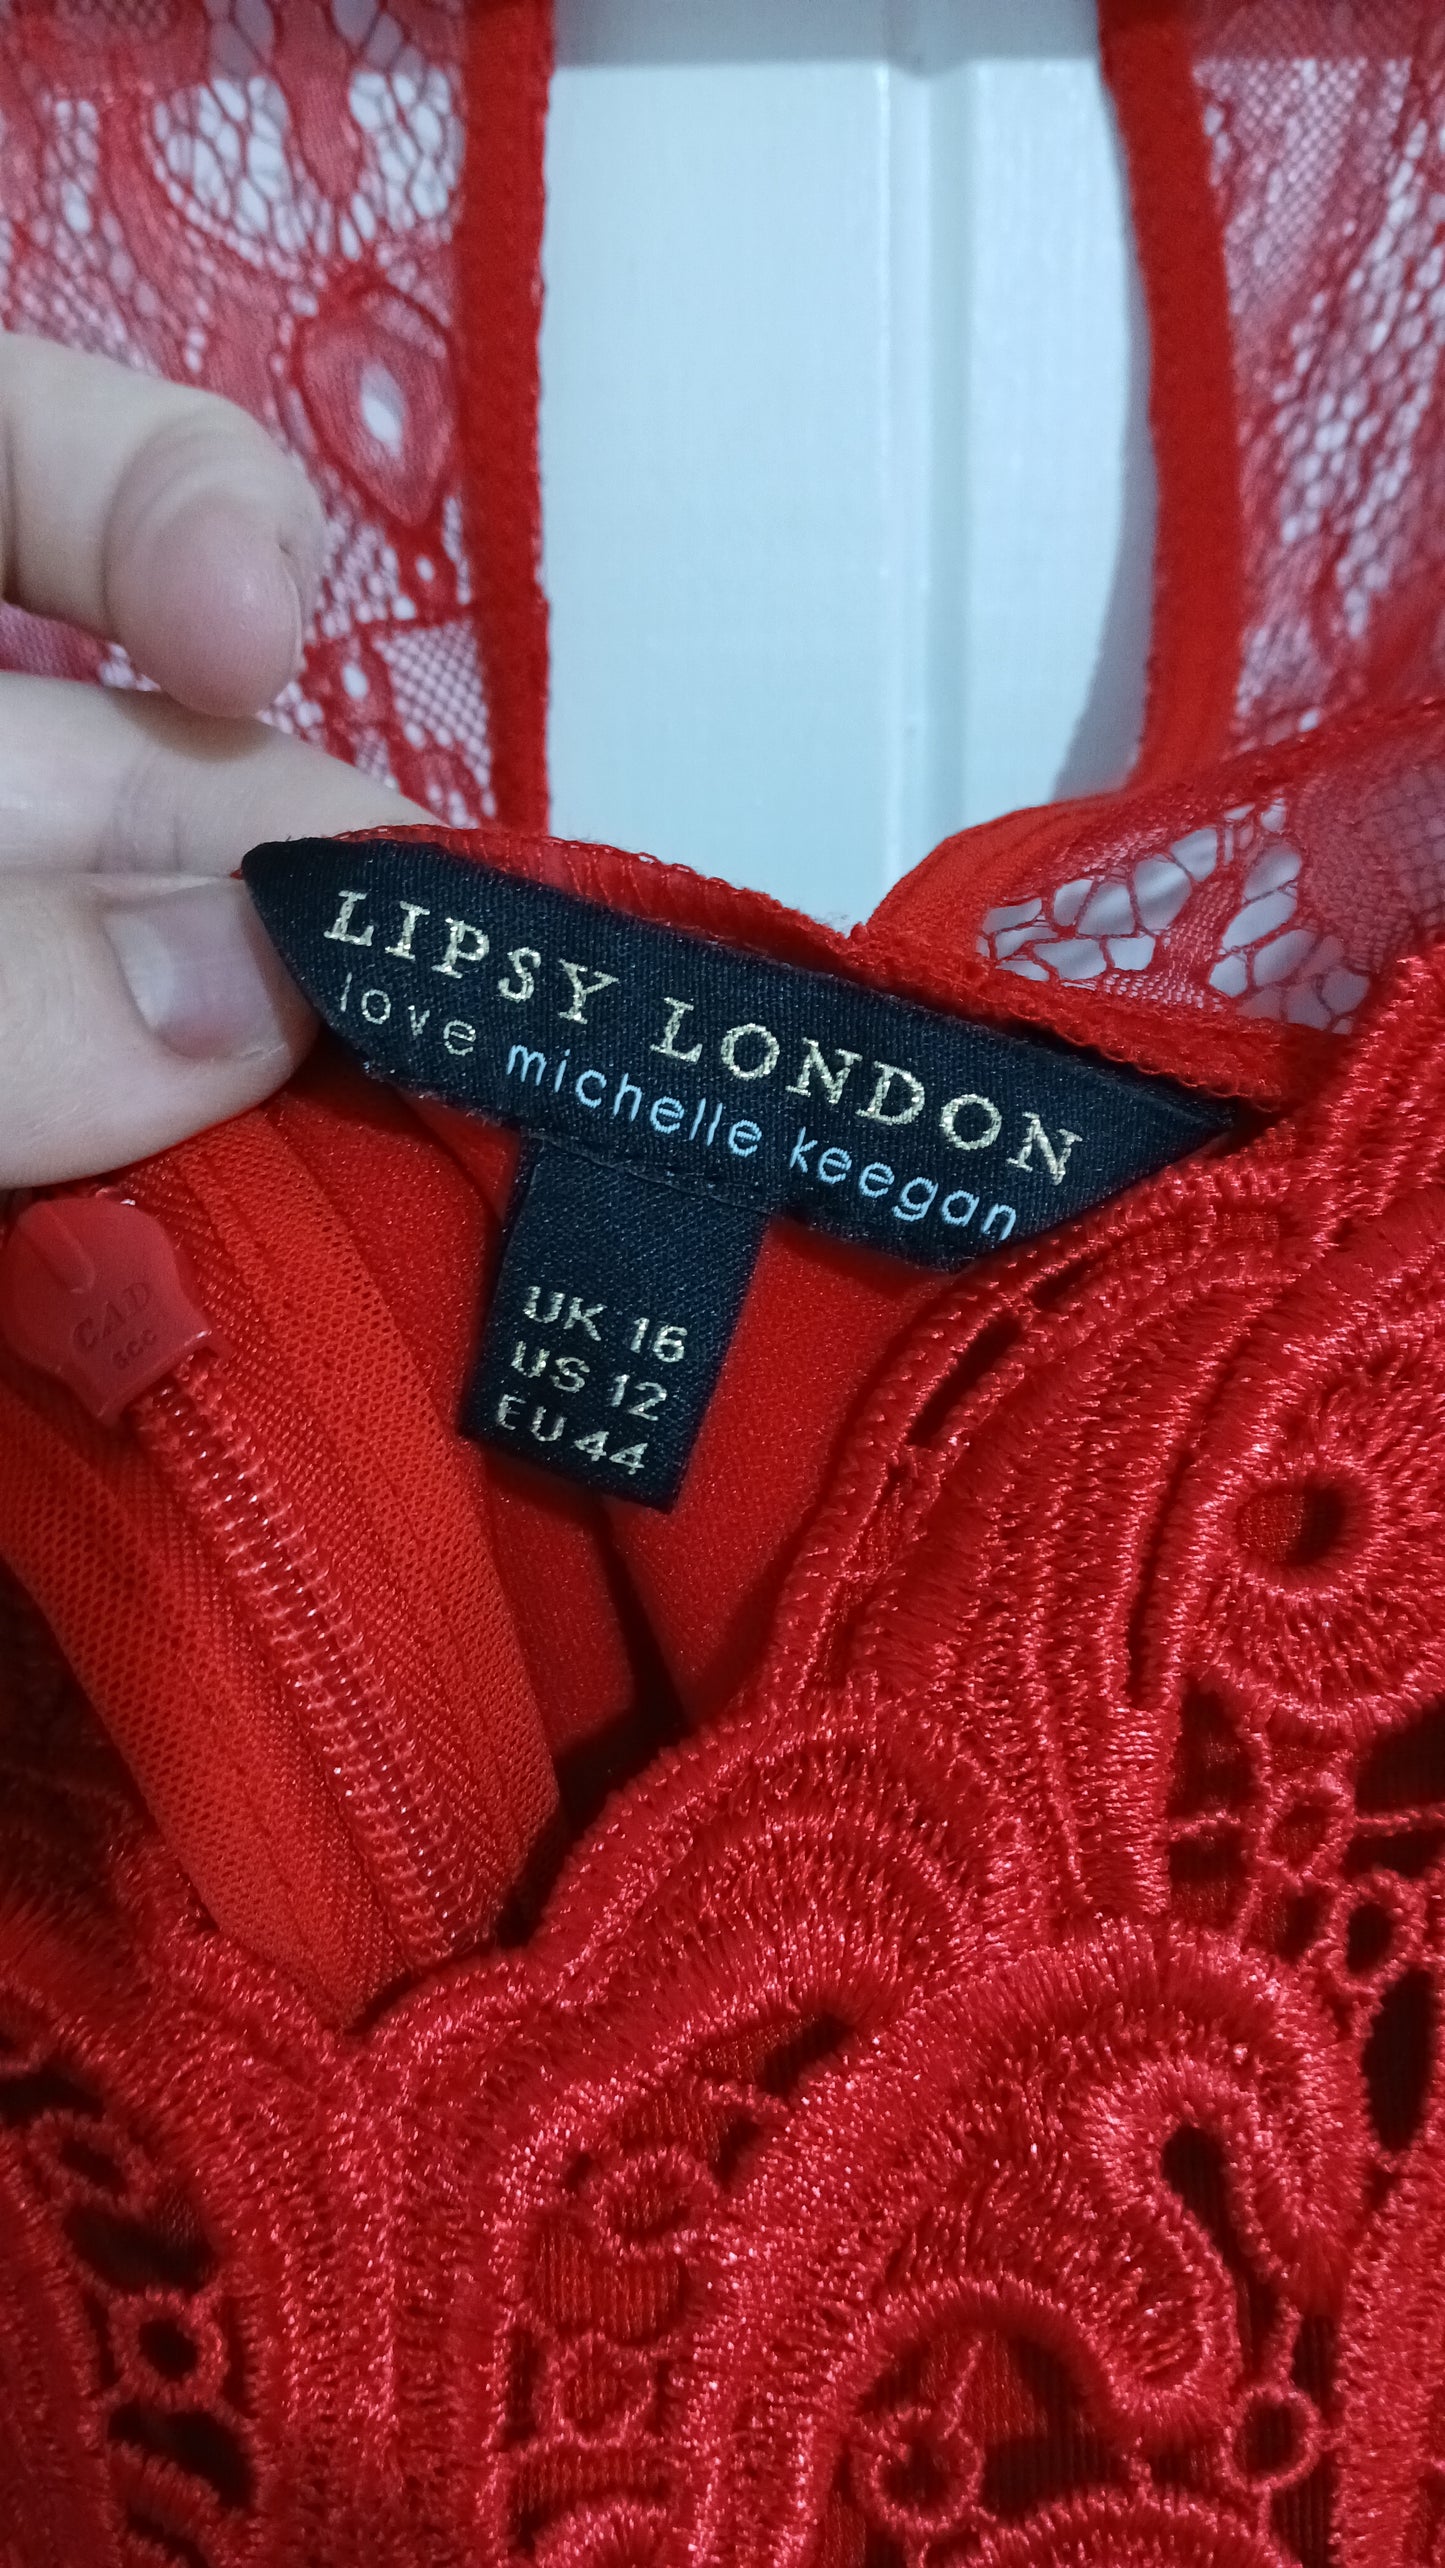 LIPSY LONDON
love michelle keegan
UK 16
US 12
EU 44